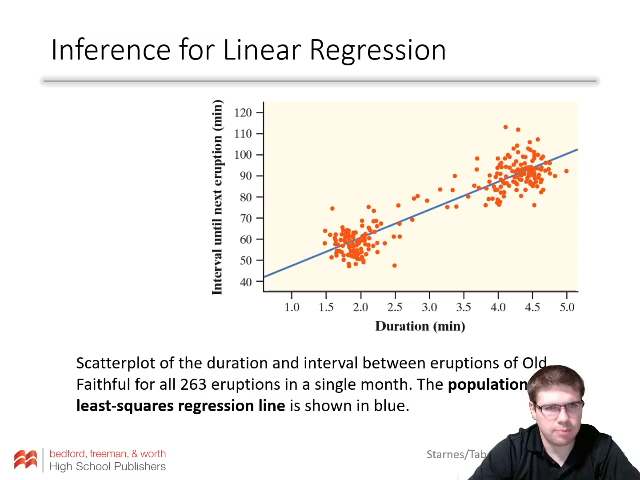 Inference for Linear Regression
Interval until next eruption (min)
120
110
100
90
80
70
60
50
40
1.0 1.5 2.0 2.5 3.0 3.5 4.0 4.5 5.0
Duration (min)
Scatterplot of the duration and interval between eruptions of Old
Faithful for all 263 eruptions in a single month. The population
least-squares regression line is shown in blue.
bedford, freeman, & worth
High School Publishers
Starnes/Tab